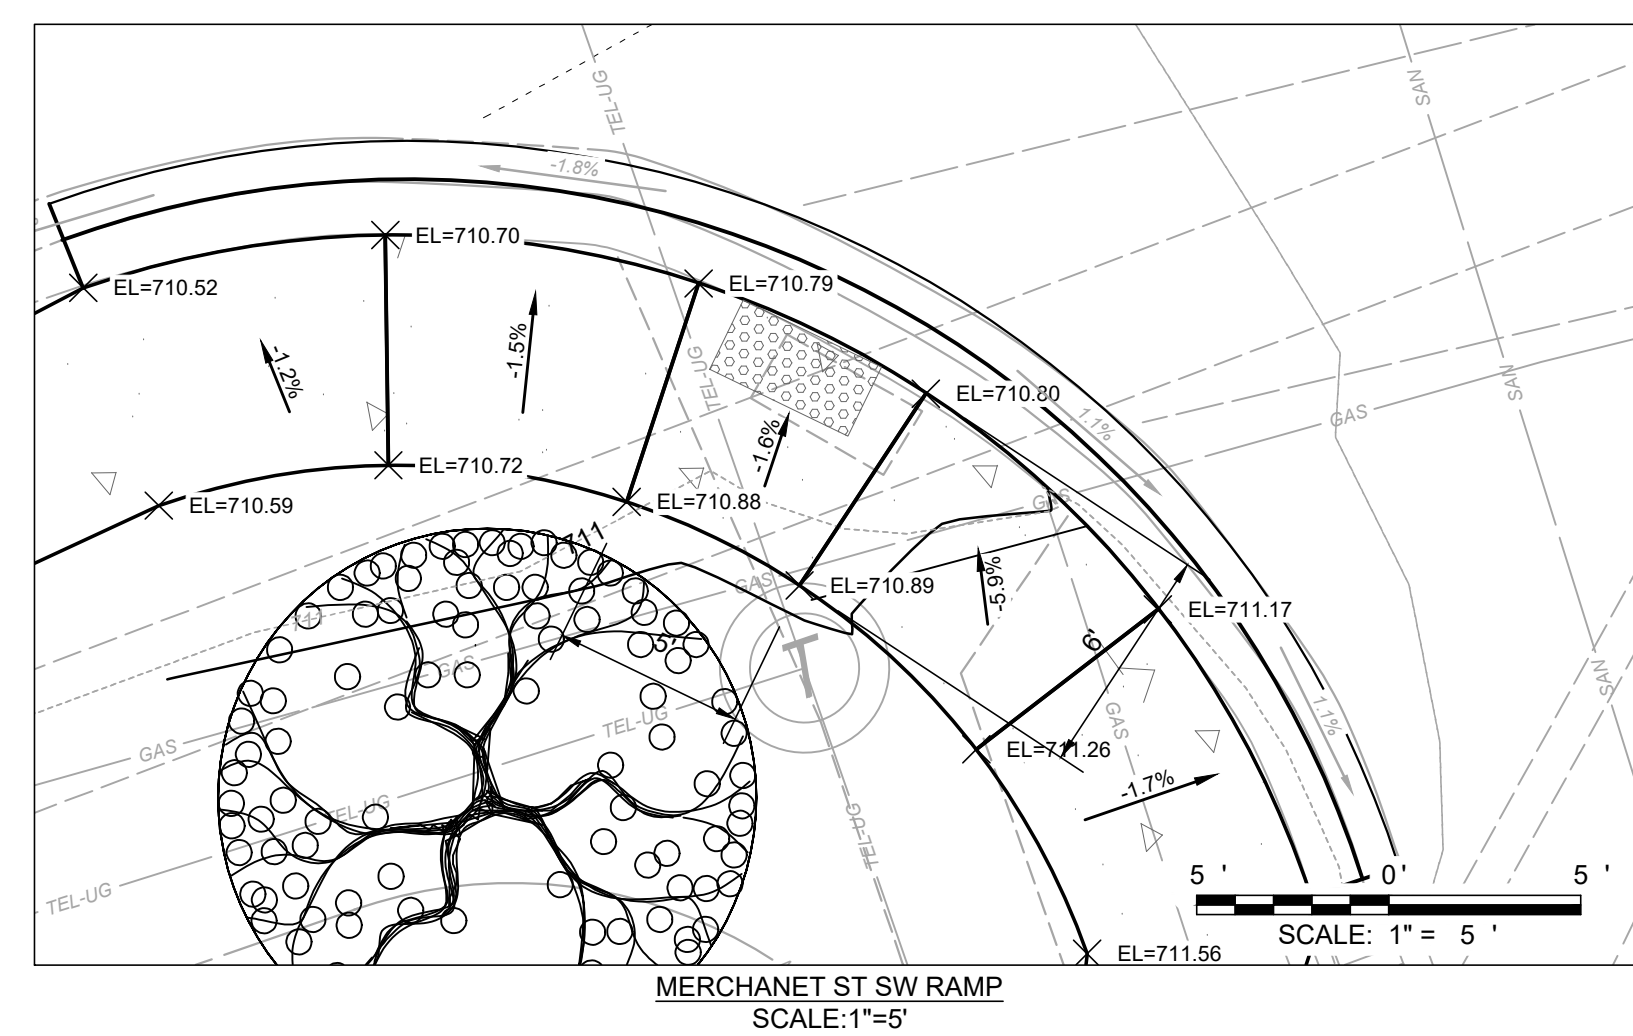 TEL-UG
SAN
-1.8%
EL=710.70
EL=710.52
EL=710.79
-1.5%
-1.2%
TEL-UG
SAN
EL=710.80
1.1%
GAS
-1.6%
EL=710.72
EL=710.59
EL=710.88
GAS
711
GAS
EL=710.89
-5.9%
EL=711.17
711
5'
6'
GAS
T
SAN
TEL-UG
GAS
1.1%
GAS
EL=711.26
-1.7%
TEL-UG
TEL-UG
TEL-UG
5 ' 0' 5 '
SCALE: 1" = 5 '
EL=711.56
MERCHANET ST SW RAMP
SCALE:1"=5'